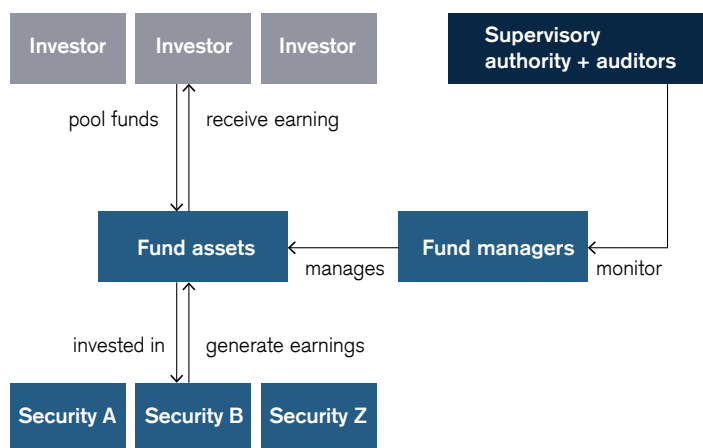 Investor
Investor
Investor
Supervisory
authority + auditors
pool funds
receive earning
Fund assets
Fund managers
manages
monitor
invested in
generate earnings
Security A
Security B
Security Z